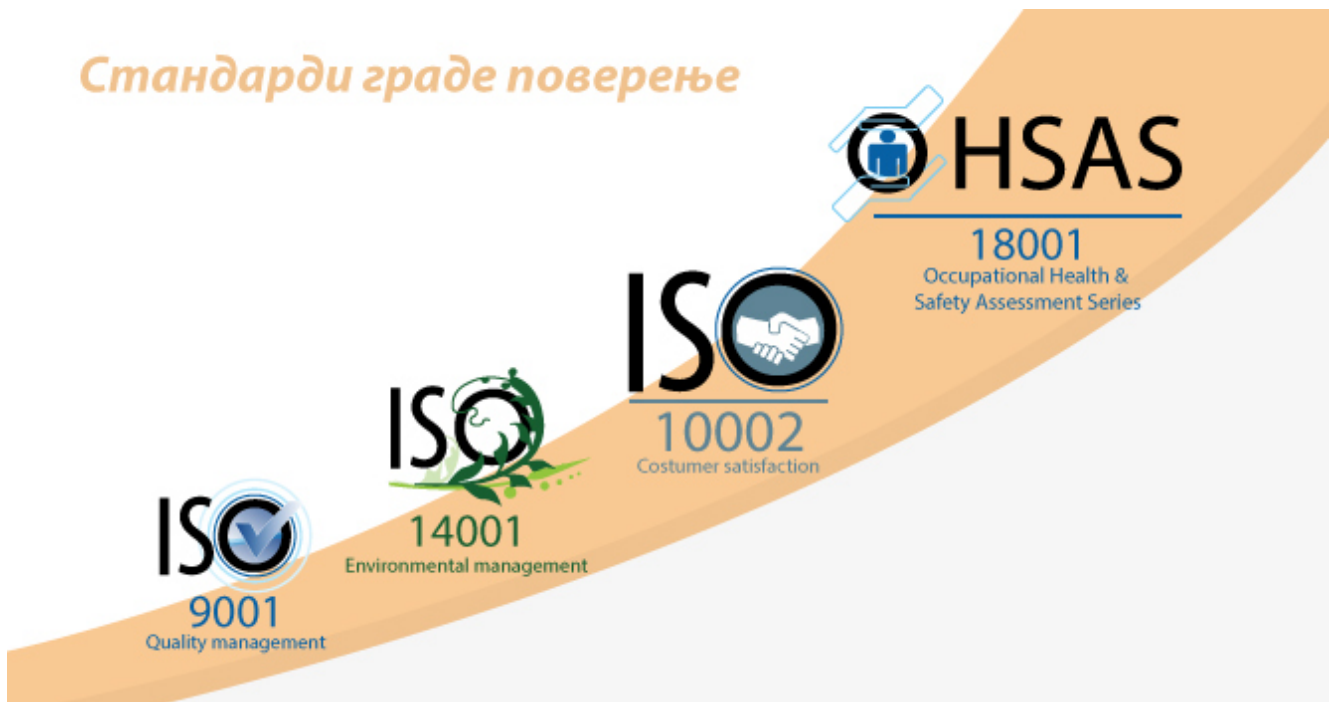 Стандарди граде поверење
OHSAS
18001
Occupational Health &
Safety Assessment Series
ISO
10002
Costumer satisfaction
ISO
14001
Environmental management
ISO
9001
Quality management